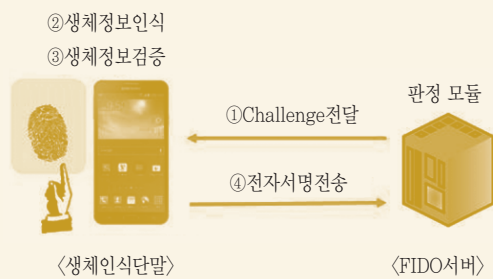 ②생체정보인식
③생체정보검증
①Challenge전달
판정 모듈
④전자서명전송
〈생체인식단말〉
〈FIDO서버〉